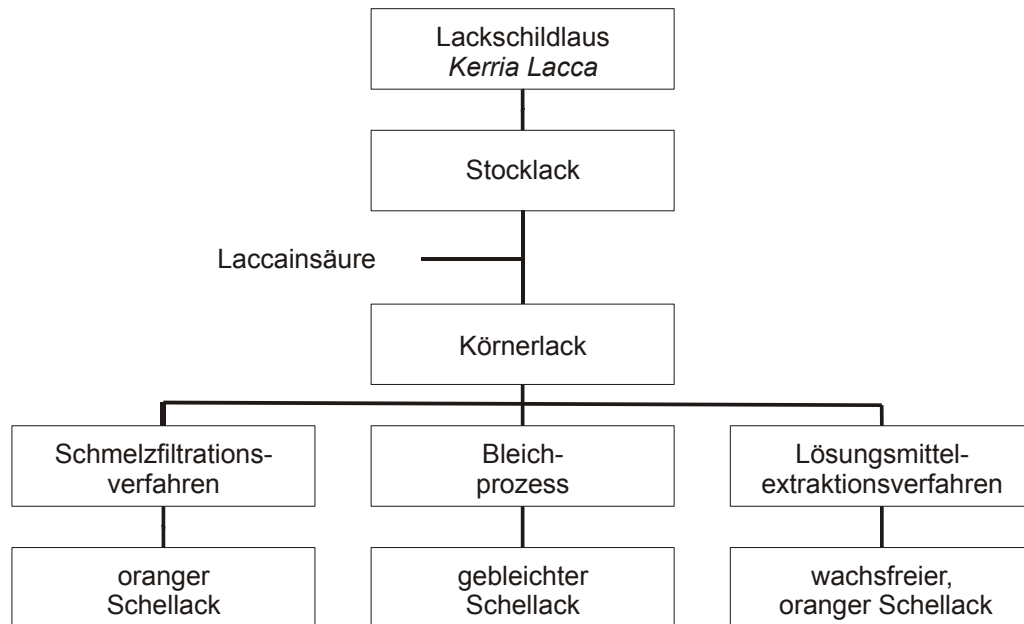 Lackschildlaus
Kerria Lacca
Stocklack
Laccainsäure
Körnerlack
Schmelzfiltrations-
verfahren
Bleich-
prozess
Lösungsmittel-
extraktionsverfahren
oranger
Schellack
gebleichter
Schellack
wachsfreier,
oranger Schellack